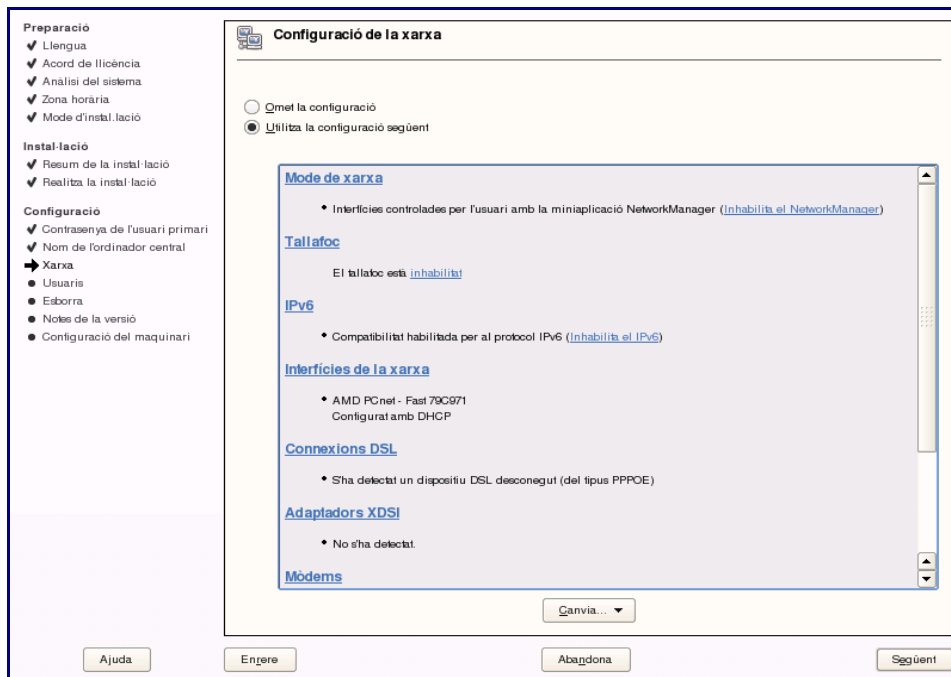 Preparació
Llengua
Acord de llicència
Anàlisi del sistema
Zona horària
Mode d'instal.lació
Instal·lació
Resum de la instal·lació
Realitza la instal·lació
Configuració
Contrasenya de l'usuari primari
Nom de l'ordinador central
Xarxa
Usuaris
Esborra
Notes de la versió
Configuració del maquinari
Configuració de la xarxa
Omet la configuració
Utilitza la configuració següent
Mode de xarxa
Interfícies controlades per l'usuari amb la miniaplicació NetworkManager (Inhabilita el NetworkManager)
Tallafoc
El tallafoc està inhabilitat
IPv6
Compatibilitat habilitada per al protocol IPv6 (Inhabilita el IPv6)
Interfícies de la xarxa
AMD PCnet - Fast 79C971
Configurat amb DHCP
Connexions DSL
S'ha detectat un dispositiu DSL desconegut (del tipus PPPOE)
Adaptadors XDSI
No s'ha detectat.
Mòdems
Canvia...
Ajuda
Enrere
Abandona
Següent